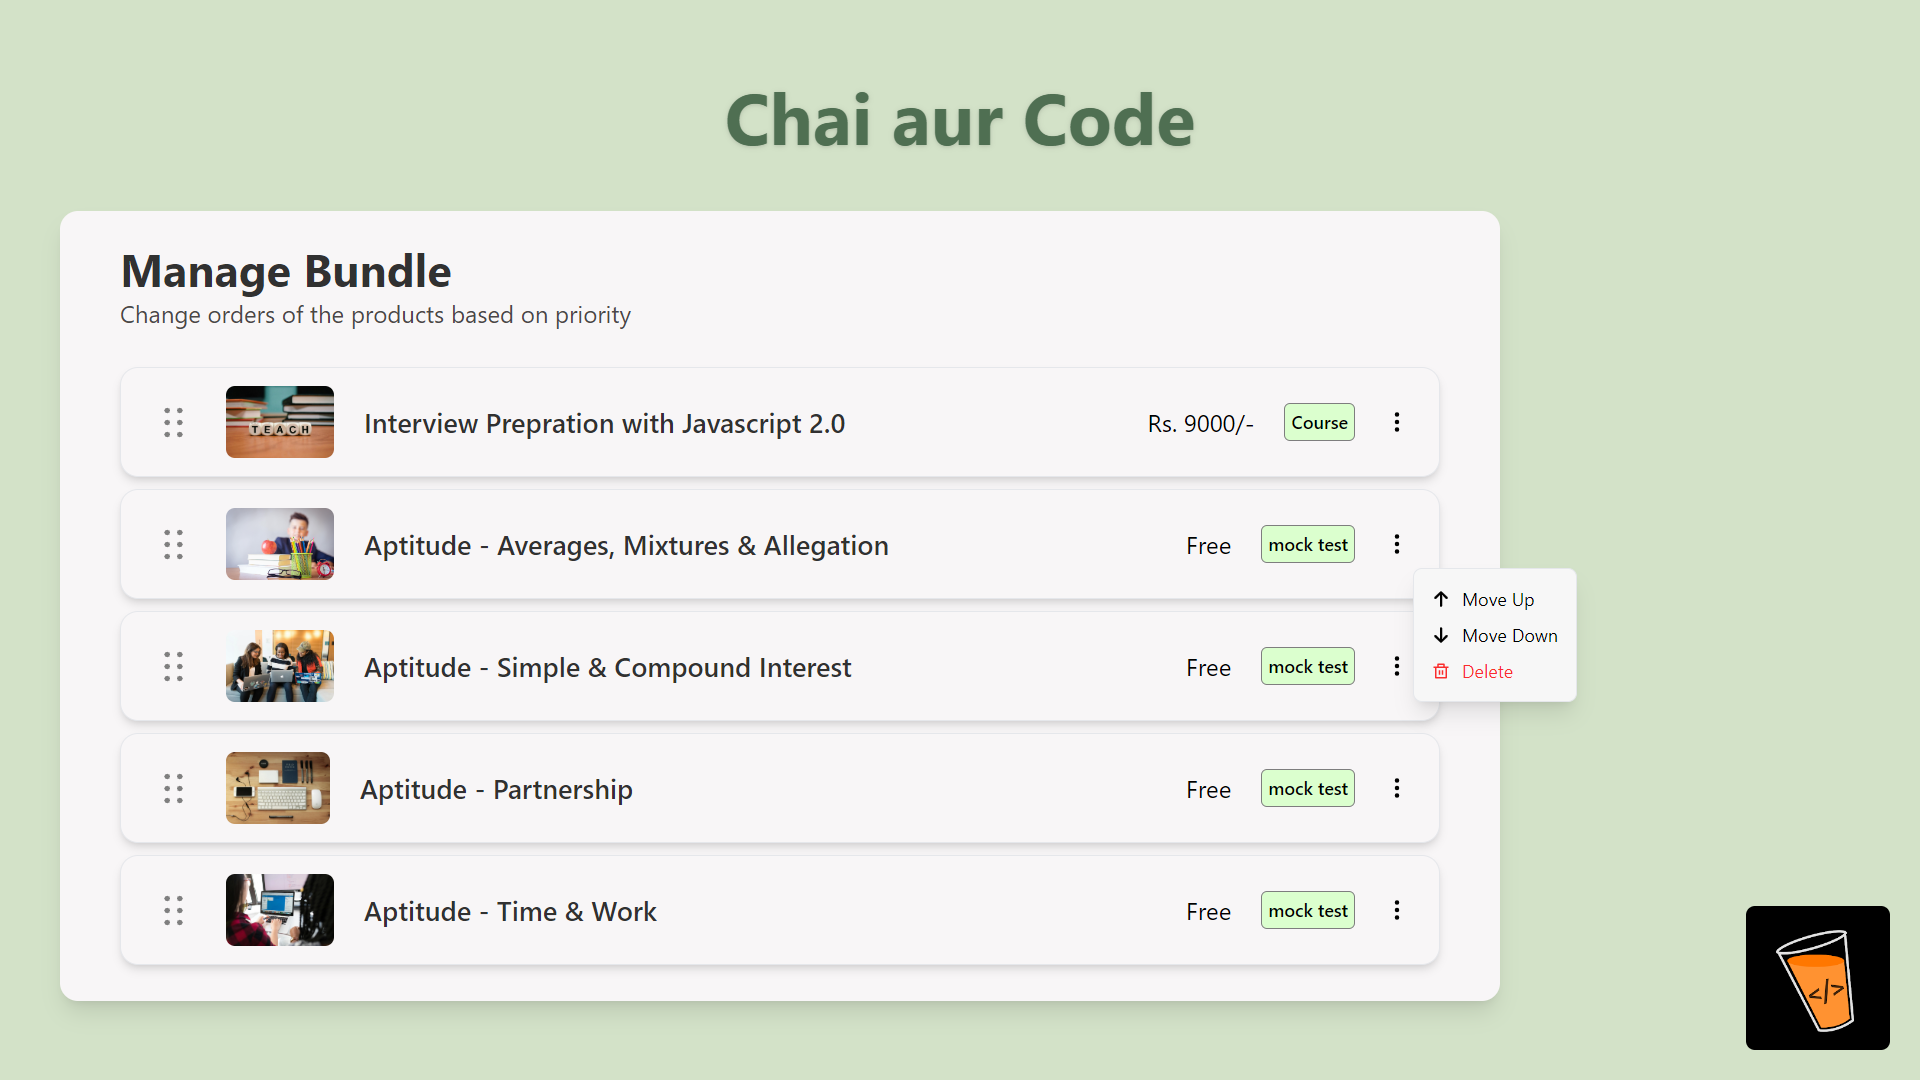 Chai aur Code
Manage Bundle
Change orders of the products based on priority
TEACH
Interview Prepration with Javascript 2.0
Rs. 9000/-
Course
Aptitude - Averages, Mixtures & Allegation
Free
mock test
Move Up
Move Down
Delete
Aptitude - Simple & Compound Interest
Free
mock test
Aptitude - Partnership
Free
mock test
Aptitude - Time & Work
Free
mock test
</>